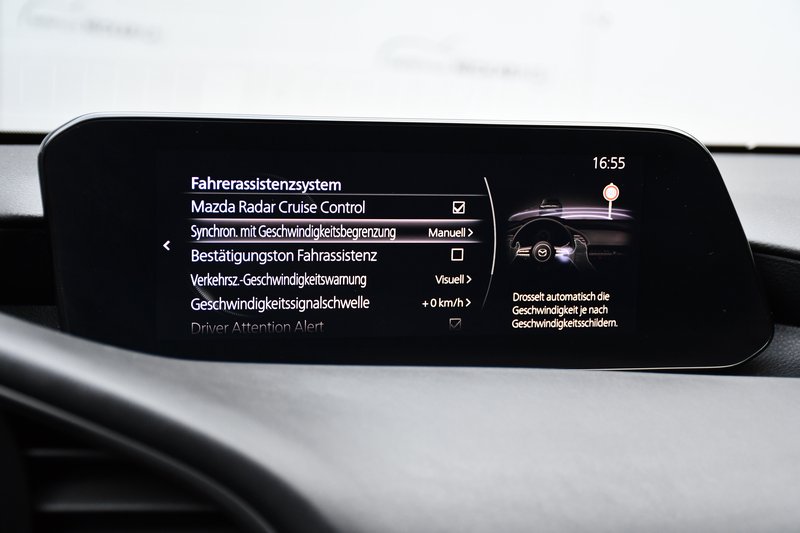 16:55
Fahrerassistenzsystem
Mazda Radar Cruise Control
Synchron. mit Geschwindigkeitsbegrenzung Manuell
Bestätigungston Fahrassistenz
Verkehrsz.-Geschwindigkeitswarnung Visuell
Geschwindigkeitssignalschwelle + 0 km/h
Driver Attention Alert
Drosselt automatisch die
Geschwindigkeit je nach
Geschwindigkeitsschildern.